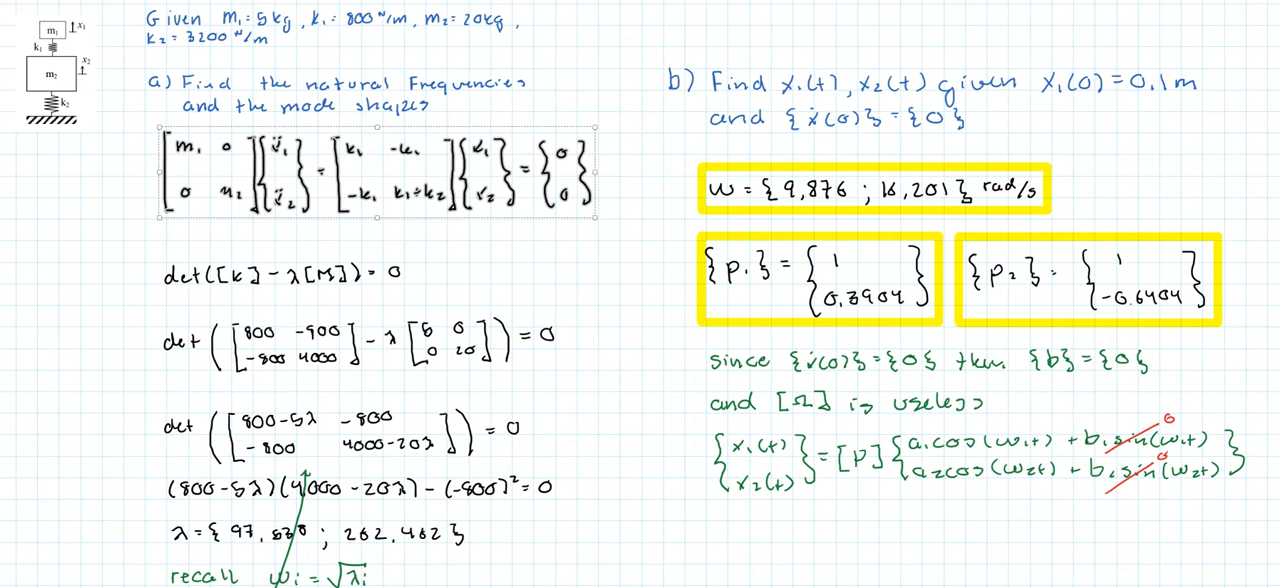 m₁ x₁
k₁
m₂ x₂
k₂
Given m₁=5kg, k₁=800 N/m, m₂=20kg,
k₂=3200 N/m
a) Find the natural frequencies
and the mode shapes
[m₁ 0; 0 m₂]{ẍ₁; ẍ₂} = [k₁ -k₁; -k₁ k₁+k₂]{x₁; x₂} = {0; 0}
det([K] - λ[M]) = 0
det([800 -900; -800 4000] - λ[5 0; 0 20]) = 0
det([800-5λ -800; -800 4000-20λ]) = 0
(800-5λ)(4000-20λ) - (-800)² = 0
λ = { 97,538 ; 262,462 }
recall ωi = √λi
b) Find x₁(t), x₂(t) given x₁(0)=0,1m
and {ẋ(0)} = {0}
ω = {9,876 ; 16,201} rad/s
{P₁} = {1; 0.3904}
{P₂} = {1; -0.6404}
since {ẋ(0)} = {0} then {b} = {0}
and [Ω] is useless
{x₁(t); x₂(t)} = [P]{a₁cos(ω₁t) + b₁sin(ω₁t); a₂cos(ω₂t) + b₂sin(ω₂t)}
0
0